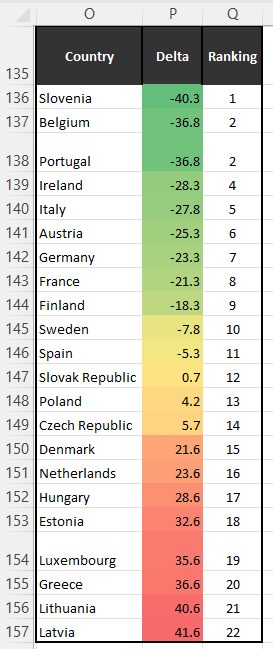 O P Q
135 Country Delta Ranking
136 Slovenia -40.3 1
137 Belgium -36.8 2
138 Portugal -36.8 2
139 Ireland -28.3 4
140 Italy -27.8 5
141 Austria -25.3 6
142 Germany -23.3 7
143 France -21.3 8
144 Finland -18.3 9
145 Sweden -7.8 10
146 Spain -5.3 11
147 Slovak Republic 0.7 12
148 Poland 4.2 13
149 Czech Republic 5.7 14
150 Denmark 21.6 15
151 Netherlands 23.6 16
152 Hungary 28.6 17
153 Estonia 32.6 18
154 Luxembourg 35.6 19
155 Greece 36.6 20
156 Lithuania 40.6 21
157 Latvia 41.6 22